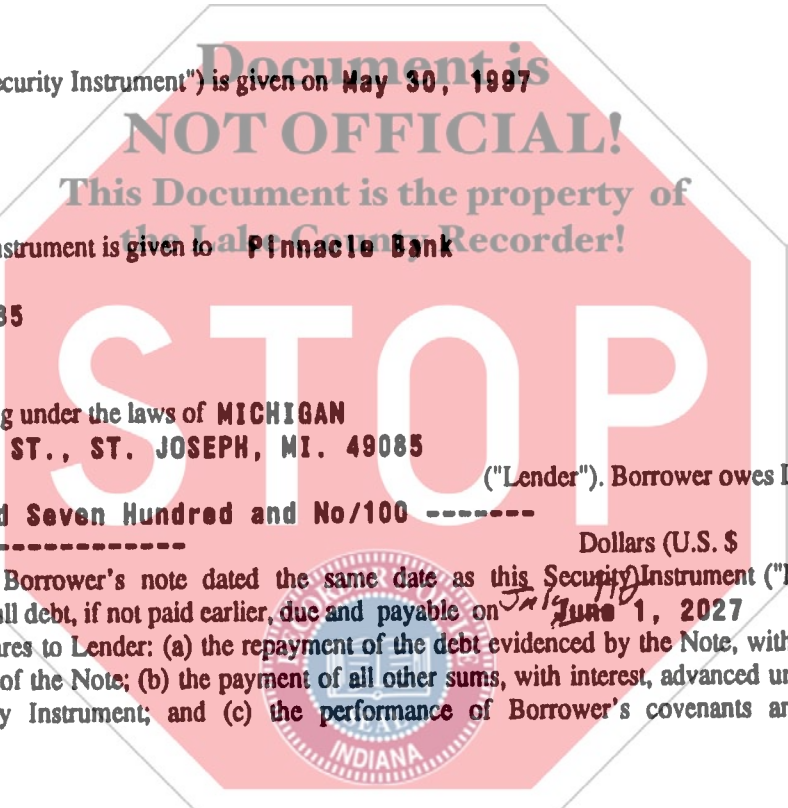 Document is
ecurity Instrument") is given on May 30, 1997
NOT OFFICIAL!
This Document is the property of
the Lake County Recorder!
nstrument is given to Pinnacle Bank
35
STOP
g under the laws of MICHIGAN
ST., ST. JOSEPH, MI. 49085
("Lender"). Borrower owes L
d Seven Hundred and No/100 -------
-------------
Dollars (U.S. $
Borrower's note dated the same date as this Security Instrument ("
ll debt, if not paid earlier, due and payable on July June 1, 2027
res to Lender: (a) the repayment of the debt evidenced by the Note, with
of the Note; (b) the payment of all other sums, with interest, advanced un
y Instrument; and (c) the performance of Borrower's covenants an
SEAL
INDIANA